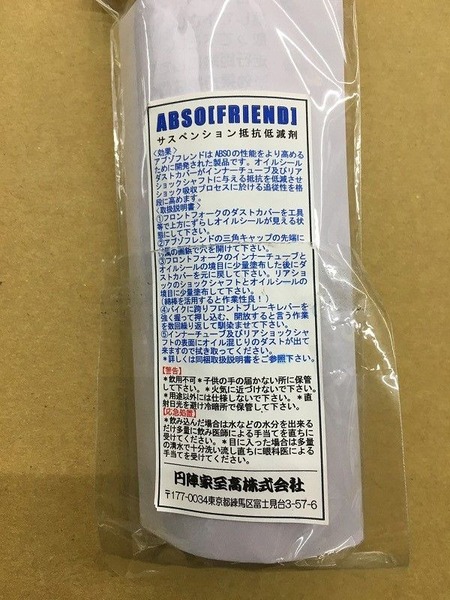 ABSO[FRIEND]
サスペンション抵抗低減剤
<効果>
アブソフレンドはABSOの性能をより高める
ために開発された製品です。オイルシール
ダストカバーがインナーチューブ及びリア
ショックシャフトに与える抵抗を低減させ
ショック吸収プロセスに於ける追従性を格
段に高めます。
<取扱説明書>
①フロントフォークのダストカバーを工具
等で上方にずらしオイルシールが見える状
態にして下さい。
②アブソフレンドの三角キャップの先端に
の画鋲で穴を開けて下さい。
③フロントフォークのインナーチューブと
オイルシールの境目に少量塗布した後にダ
ストカバーを元に戻して下さい。リアショ
ックのショックシャフトとオイルシールの
境目に少量塗布して下さい。
(綿棒を活用すると作業性良!)
④バイクに跨りフロントブレーキレバーを
強く握って押し込む、開放すると言う作業
を数回繰り返して馴染ませて下さい。
⑤インナーチューブ及びリアショックシャ
フトの表面にオイル混じりのダストが出て
来ますので拭き取ってください。
*詳しくは同梱取扱説明書をご参照下さい。
【警告】
*飲用不可*子供の手の届かない所に保管
して下さい。*火気に近づけないで下さい。
*用途以外には仕様しないで下さい。*直
射日光を避け冷暗所で保管して下さい。
【応急処置】
*飲み込んだ場合は水などの水分を出来る
だけ多量に飲み医師による手当てを直ちに
受けてください。*目に入った場合は多量
の清水で十分洗い流し直ちに眼科医による
手当てを受けて下さい。
円陣家至高株式会社
〒177-0034東京都練馬区富士見台3-57-6